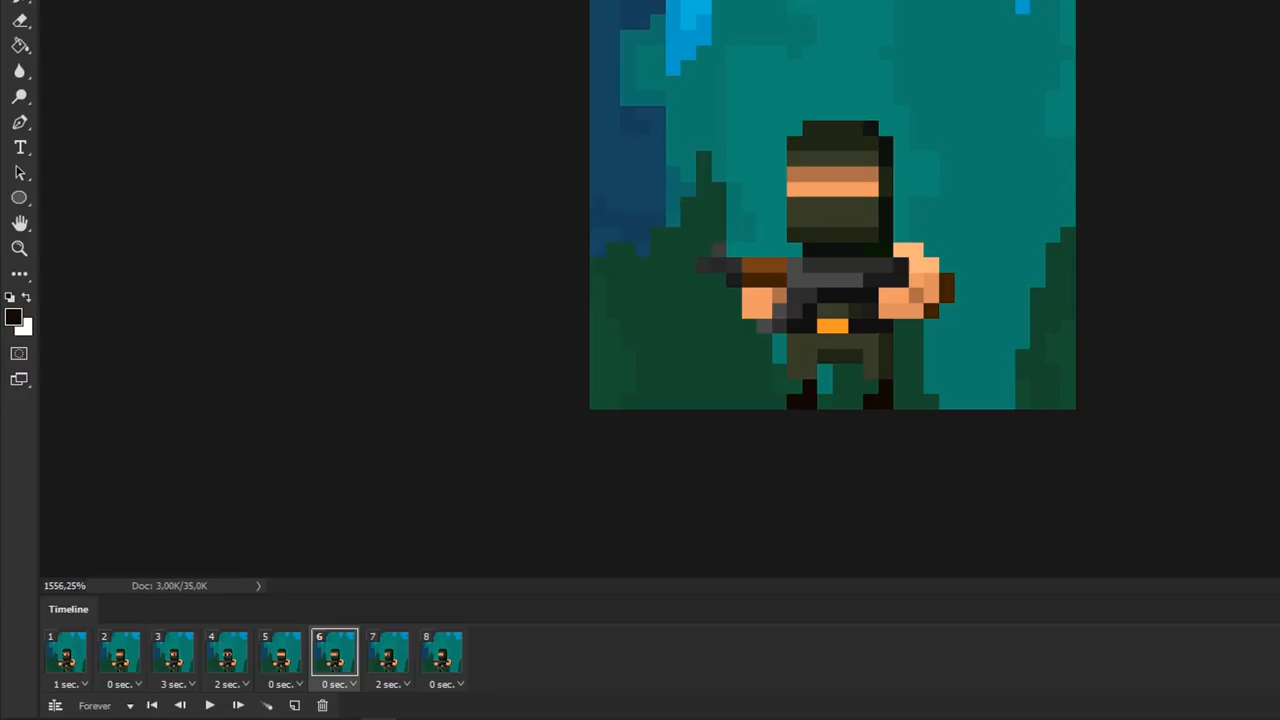 1556,25% Doc: 3,00K/35,0K
Timeline
1 2 3 4 5 6 7 8
1 sec. 0 sec. 3 sec. 2 sec. 0 sec. 0 sec. 2 sec. 0 sec.
Forever